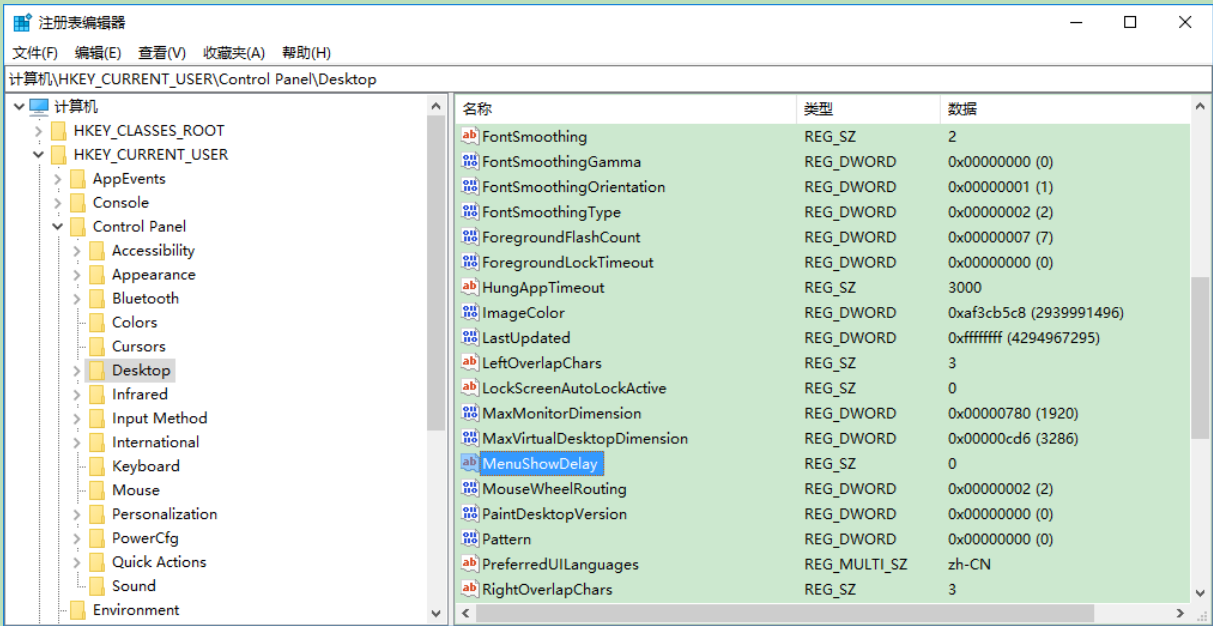 注册表编辑器
文件(F) 编辑(E) 查看(V) 收藏夹(A) 帮助(H)
计算机\HKEY_CURRENT_USER\Control Panel\Desktop
计算机
HKEY_CLASSES_ROOT
HKEY_CURRENT_USER
AppEvents
Console
Control Panel
Accessibility
Appearance
Bluetooth
Colors
Cursors
Desktop
Infrared
Input Method
International
Keyboard
Mouse
Personalization
PowerCfg
Quick Actions
Sound
Environment
名称 类型 数据
FontSmoothing REG_SZ 2
FontSmoothingGamma REG_DWORD 0x00000000 (0)
FontSmoothingOrientation REG_DWORD 0x00000001 (1)
FontSmoothingType REG_DWORD 0x00000002 (2)
ForegroundFlashCount REG_DWORD 0x00000007 (7)
ForegroundLockTimeout REG_DWORD 0x00000000 (0)
HungAppTimeout REG_SZ 3000
ImageColor REG_DWORD 0xaf3cb5c8 (2939991496)
LastUpdated REG_DWORD 0xffffffff (4294967295)
LeftOverlapChars REG_SZ 3
LockScreenAutoLockActive REG_SZ 0
MaxMonitorDimension REG_DWORD 0x00000780 (1920)
MaxVirtualDesktopDimension REG_DWORD 0x00000cd6 (3286)
MenuShowDelay REG_SZ 0
MouseWheelRouting REG_DWORD 0x00000002 (2)
PaintDesktopVersion REG_DWORD 0x00000000 (0)
Pattern REG_DWORD 0x00000000 (0)
PreferredUILanguages REG_MULTI_SZ zh-CN
RightOverlapChars REG_SZ 3